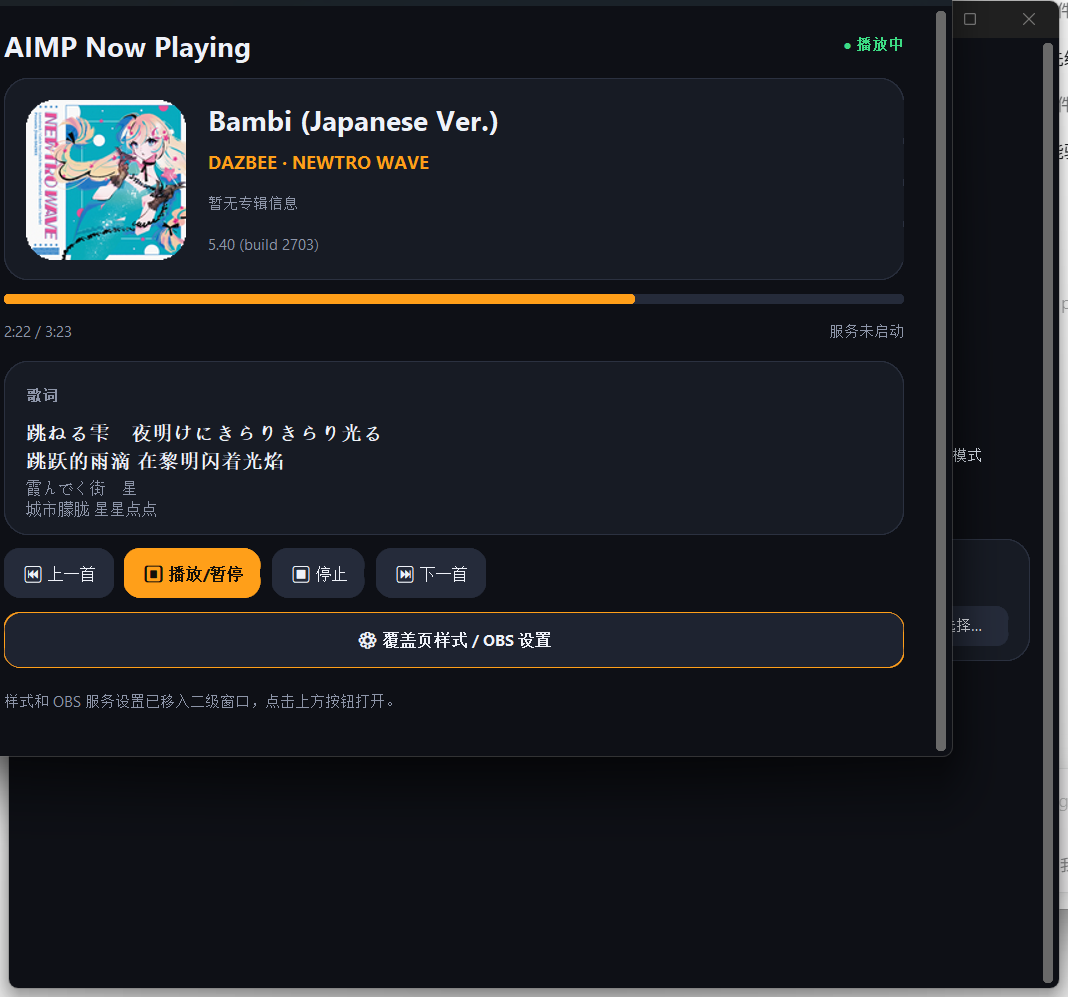 AIMP Now Playing
● 播放中
NEWTRO WAVE
Bambi (Japanese Ver.)
DAZBEE · NEWTRO WAVE
暂无专辑信息
5.40 (build 2703)
2:22 / 3:23
服务未启动
歌词
跳ねる雫　夜明けにきらりきらり光る
跳跃的雨滴 在黎明闪着光焰
霞んでく街　星
城市朦胧 星星点点
⏮ 上一首
⏹ 播放/暂停
⏹ 停止
⏭ 下一首
⚙ 覆盖页样式 / OBS 设置
样式和 OBS 服务设置已移入二级窗口，点击上方按钮打开。
模式
择...